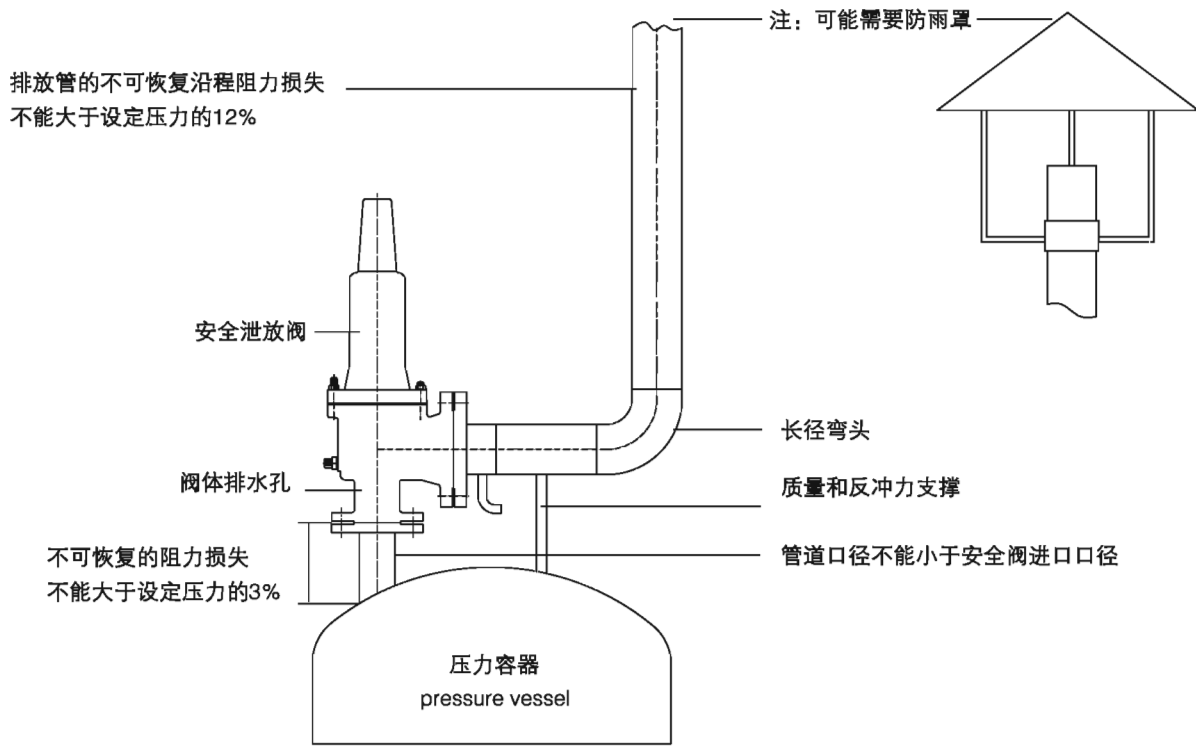 注：可能需要防雨罩
排放管的不可恢复沿程阻力损失
不能大于设定压力的12%
安全泄放阀
长径弯头
阀体排水孔
质量和反冲力支撑
不可恢复的阻力损失
不能大于设定压力的3%
管道口径不能小于安全阀进口口径
压力容器
pressure vessel